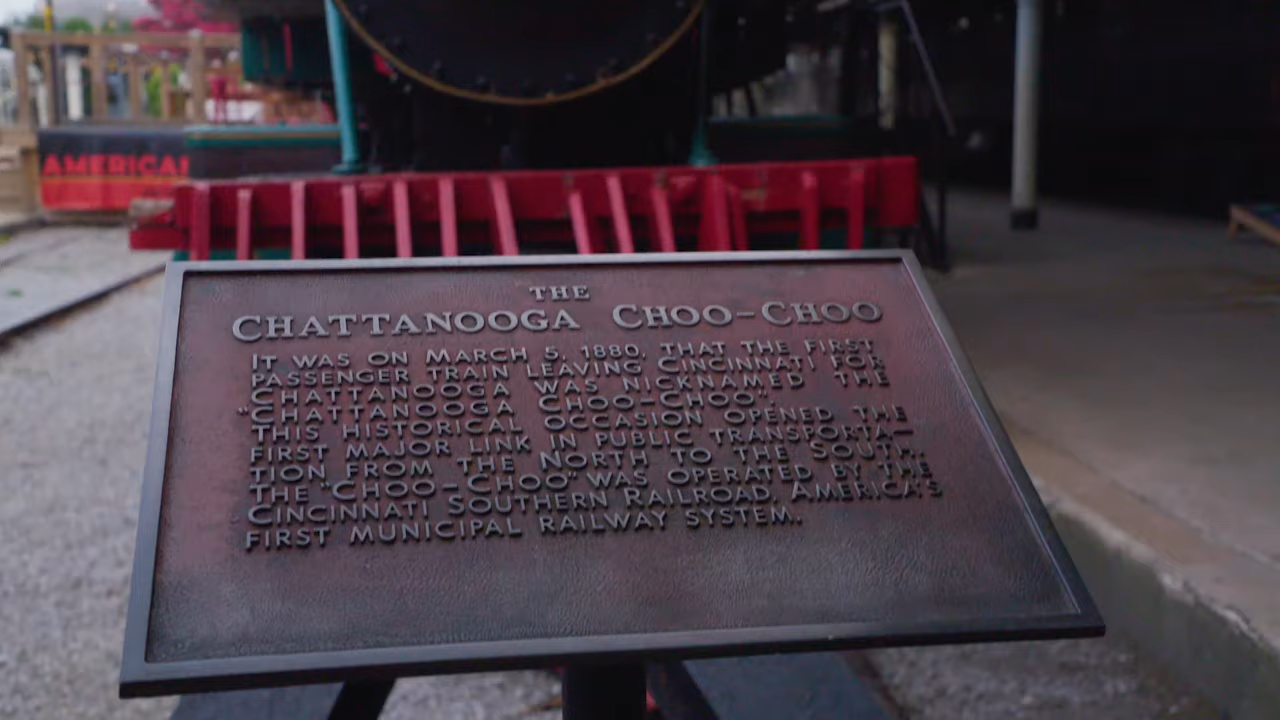 AMERICA!
THE
CHATTANOOGA CHOO-CHOO
IT WAS ON MARCH 5, 1880, THAT THE FIRST
PASSENGER TRAIN LEAVING CINCINNATI FOR
CHATTANOOGA WAS NICKNAMED THE
"CHATTANOOGA CHOO-CHOO".
THIS HISTORICAL OCCASION OPENED THE
FIRST MAJOR LINK IN PUBLIC TRANSPORTA-
TION FROM THE NORTH TO THE SOUTH.
THE "CHOO-CHOO" WAS OPERATED BY THE
CINCINNATI SOUTHERN RAILROAD, AMERICA'S
FIRST MUNICIPAL RAILWAY SYSTEM.